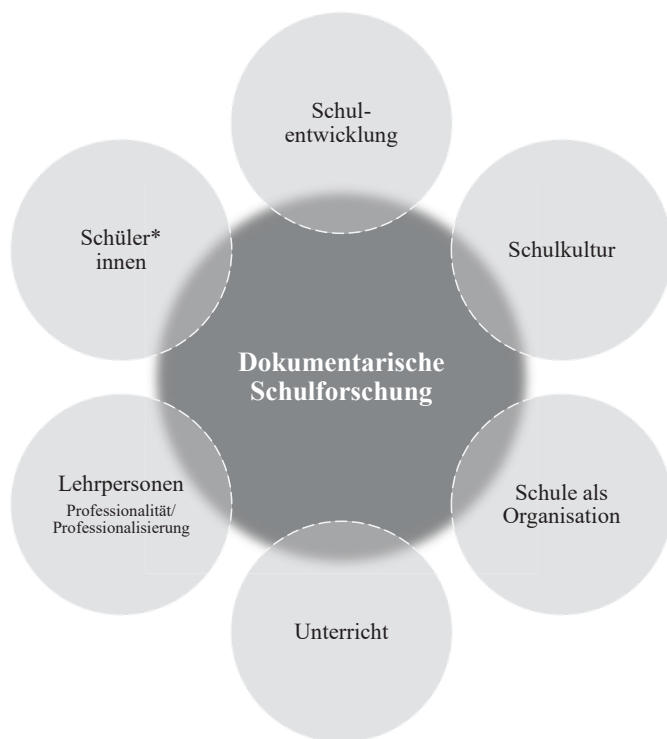 Schul-
entwicklung
Schüler*
innen
Schulkultur
Dokumentarische
Schulforschung
Lehrpersonen
Professionalität/
Professionalisierung
Schule als
Organisation
Unterricht